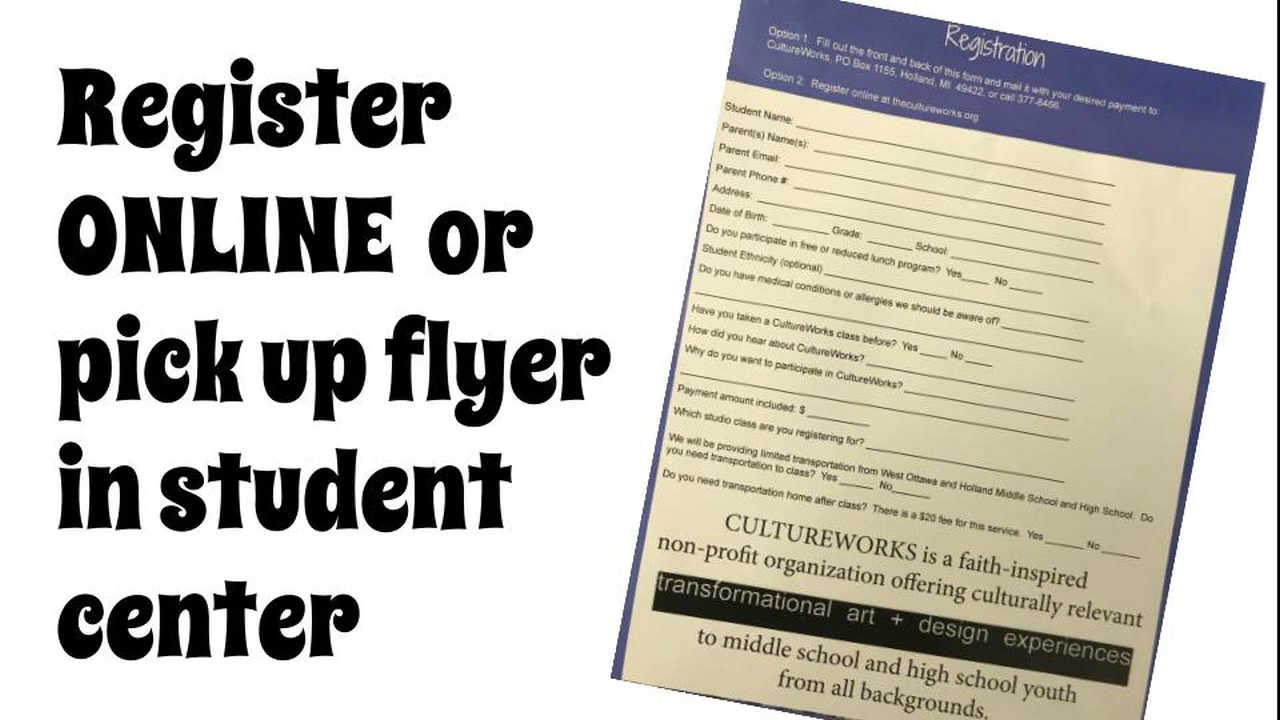 Register
ONLINE or
pick up flyer
in student
center
Registration
Option 1. Fill out the front and back of this form and mail it with your desired payment to:
CultureWorks, PO Box 1155, Holland, MI 49422, or call 377-8466.
Option 2. Register online at thecultureworks.org
Student Name:
Parent(s) Name(s):
Parent Email:
Parent Phone #:
Address:
Date of Birth: Grade: School:
Do you participate in free or reduced lunch program? Yes No
Student Ethnicity (optional)
Do you have medical conditions or allergies we should be aware of?
Have you taken a CultureWorks class before? Yes No
How did you hear about CultureWorks?
Why do you want to participate in CultureWorks?
Payment amount included: $
Which studio class are you registering for?
We will be providing limited transportation from West Ottawa and Holland Middle School and High School. Do
you need transportation to class? Yes No
Do you need transportation home after class? There is a $20 fee for this service. Yes No
CULTUREWORKS is a faith-inspired
non-profit organization offering culturally relevant
transformational art + design experiences
to middle school and high school youth
from all backgrounds.